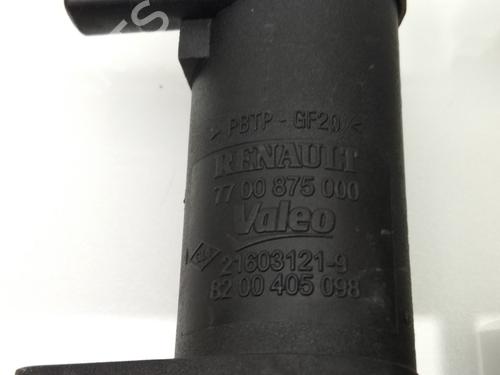 > PBTP - GF20 <
RENAULT
77 00 875 000
Valeo
21603121-9
82 00 405 098